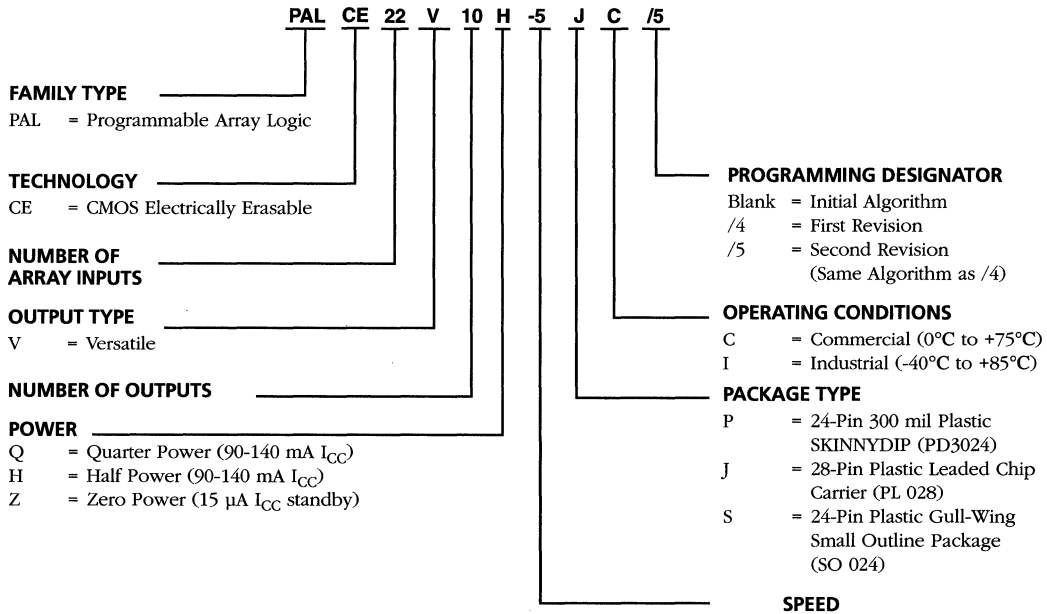 PAL CE 22 V 10 H -5 J C /5
FAMILY TYPE
PAL = Programmable Array Logic
TECHNOLOGY
CE = CMOS Electrically Erasable
NUMBER OF
ARRAY INPUTS
OUTPUT TYPE
V = Versatile
NUMBER OF OUTPUTS
POWER
Q = Quarter Power (90-140 mA ICC)
H = Half Power (90-140 mA ICC)
Z = Zero Power (15 µA ICC standby)
PROGRAMMING DESIGNATOR
Blank = Initial Algorithm
/4 = First Revision
/5 = Second Revision
(Same Algorithm as /4)
OPERATING CONDITIONS
C = Commercial (0°C to +75°C)
I = Industrial (-40°C to +85°C)
PACKAGE TYPE
P = 24-Pin 300 mil Plastic
SKINNYDIP (PD3024)
J = 28-Pin Plastic Leaded Chip
Carrier (PL 028)
S = 24-Pin Plastic Gull-Wing
Small Outline Package
(SO 024)
SPEED